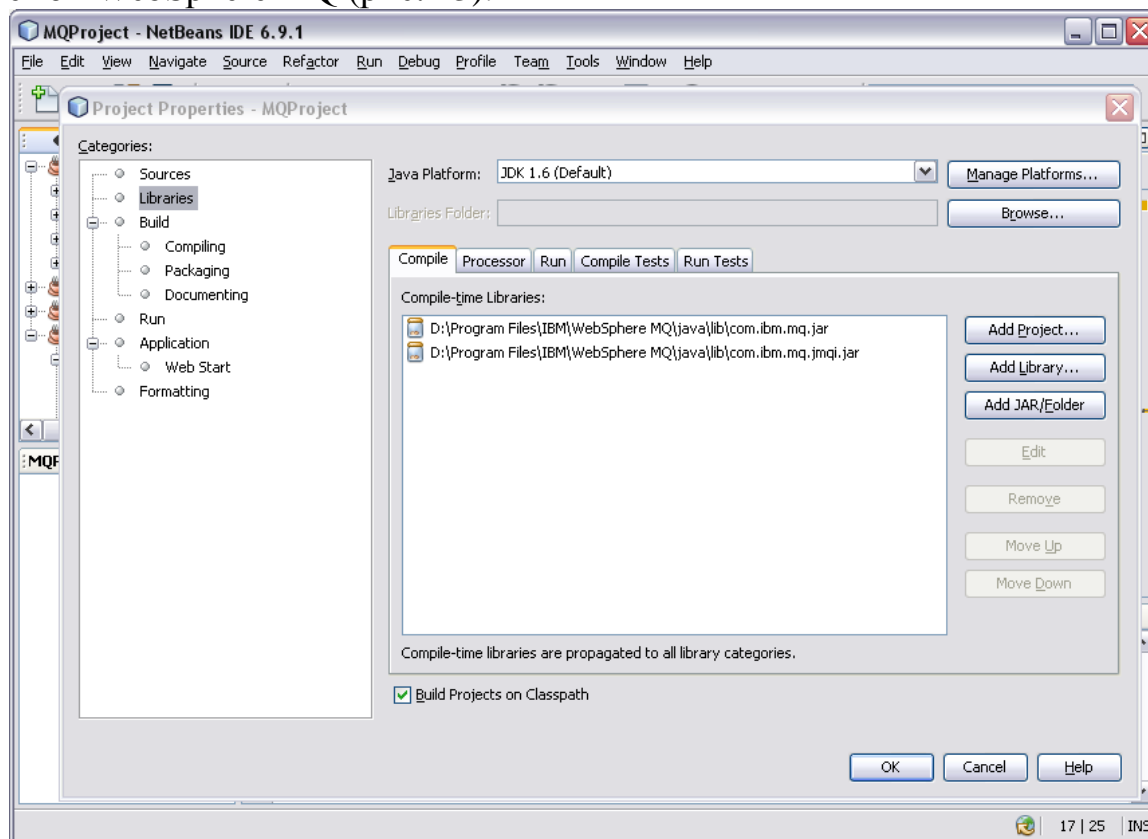 WebSphere MQ
MQProject - NetBeans IDE 6.9.1
File Edit View Navigate Source Refactor Run Debug Profile Team Tools Window Help
Project Properties - MQProject
Categories:
Sources
Libraries
Build
Compiling
Packaging
Documenting
Run
Application
Web Start
Formatting
Java Platform: JDK 1.6 (Default) Manage Platforms...
Libraries Folder: Browse...
Compile Processor Run Compile Tests Run Tests
Compile-time Libraries:
D:\Program Files\IBM\WebSphere MQ\java\lib\com.ibm.mq.jar
D:\Program Files\IBM\WebSphere MQ\java\lib\com.ibm.mq.jmqi.jar
Add Project...
Add Library...
Add JAR/Folder
Edit
Remove
Move Up
Move Down
Compile-time libraries are propagated to all library categories.
Build Projects on Classpath
OK Cancel Help
17 | 25 INS